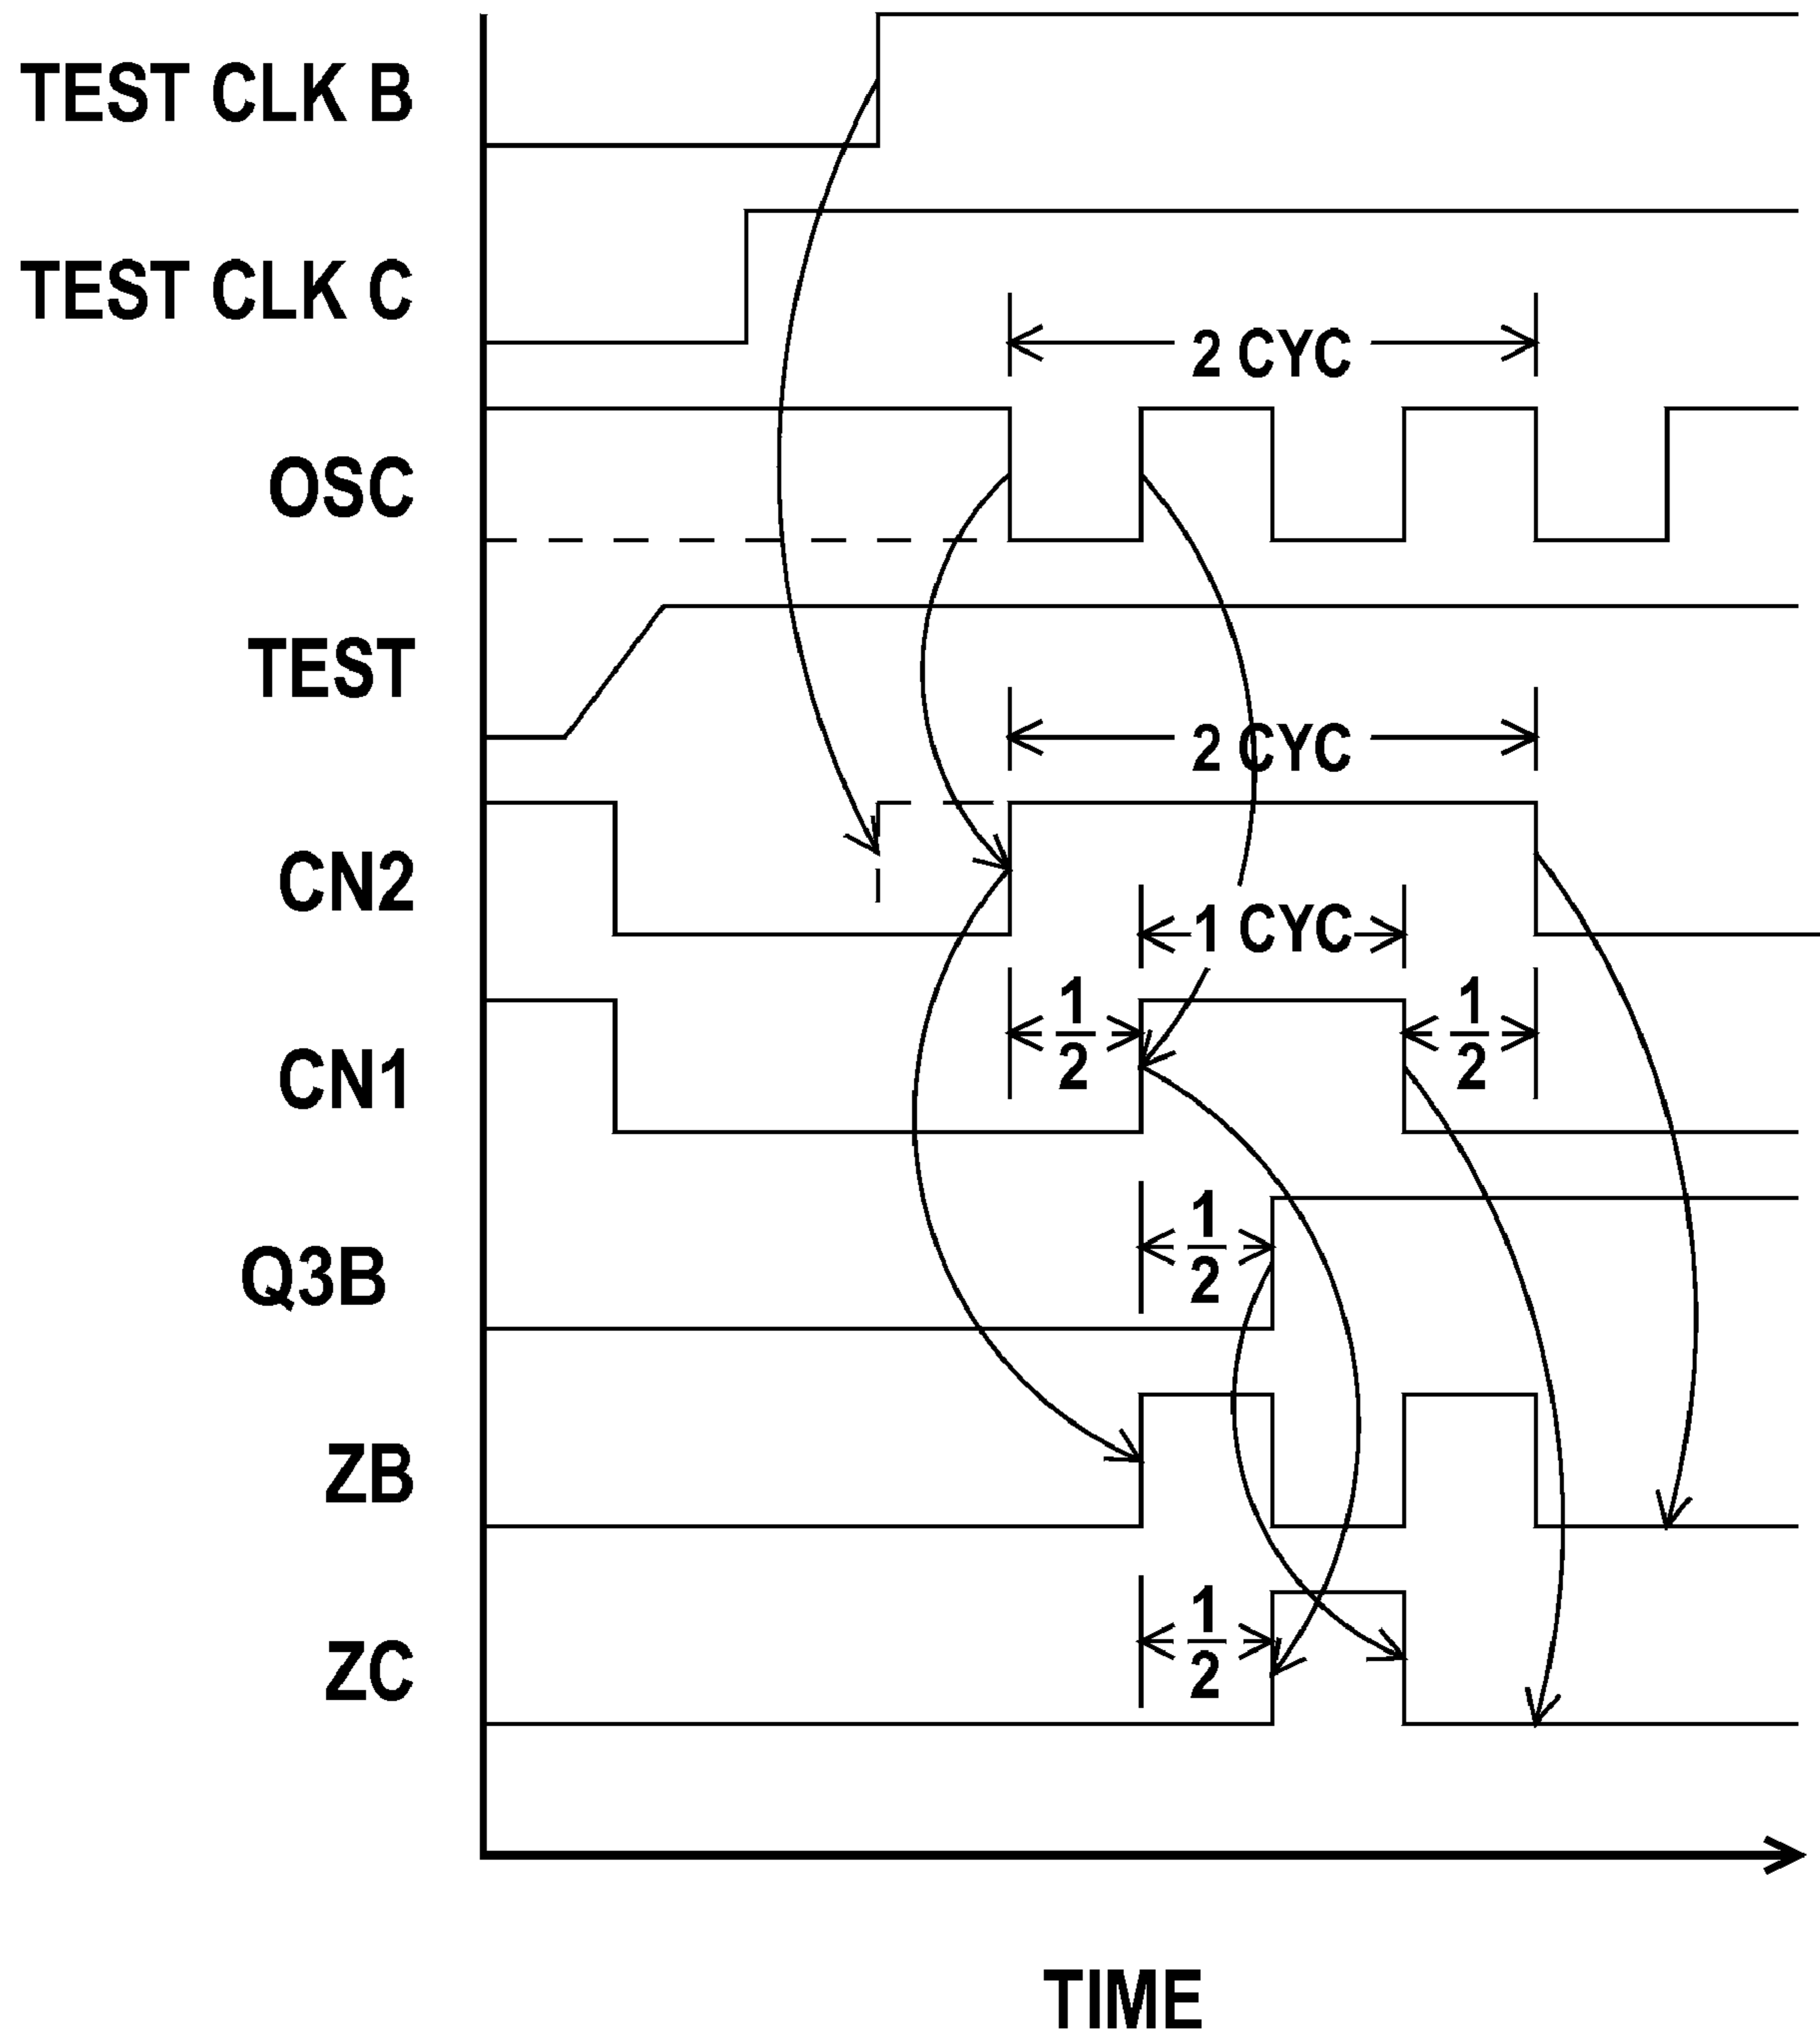 TEST CLK B
TEST CLK C
2 CYC
OSC
TEST
2 CYC
CN2
1 CYC
1/2
1/2
CN1
1/2
Q3B
ZB
1/2
ZC
TIME